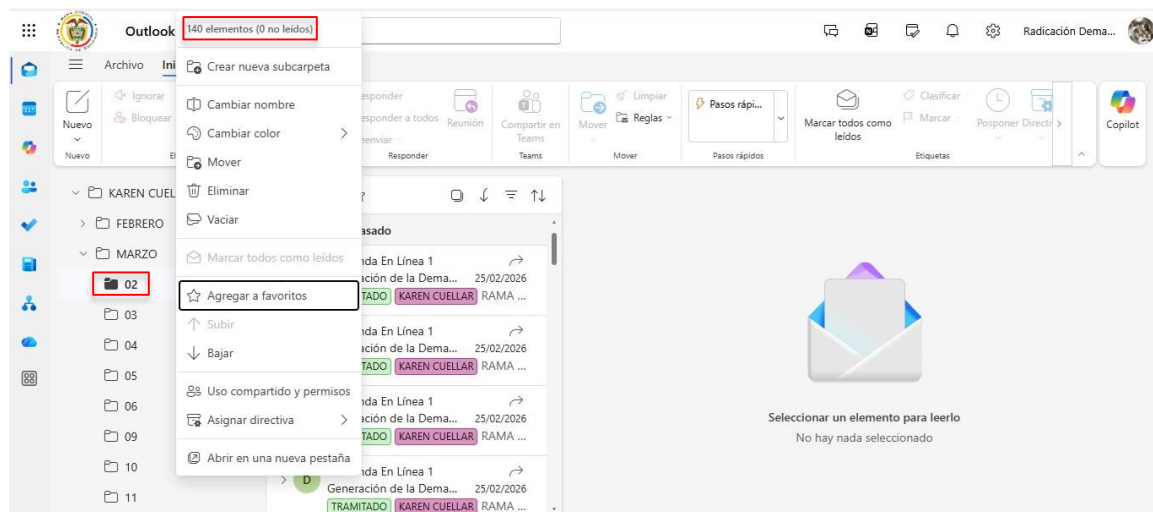 Outlook
140 elementos (0 no leídos)
Radicación Dema...
Archivo
Ini
Crear nueva subcarpeta
Cambiar nombre
Cambiar color
Mover
Eliminar
Vaciar
Marcar todos como leídos
Agregar a favoritos
Subir
Bajar
Uso compartido y permisos
Asignar directiva
Abrir en una nueva pestaña
Nuevo
Nuevo
Ignorar
Bloquear
esponder
esponder a todos
eenviar
Reunión
Responder
Compartir en
Teams
Teams
Mover
Limpiar
Reglas
Mover
Pasos rápi...
Pasos rápidos
Marcar todos como
leídos
Clasificar
Marcar
Posponer
Directi
Etiquetas
Copilot
KAREN CUEL
FEBRERO
MARZO
02
03
04
05
06
09
10
11
asado
nda En Línea 1
ación de la Dema... 25/02/2026
TADO KAREN CUELLAR RAMA ...
nda En Línea 1
ación de la Dema... 25/02/2026
TADO KAREN CUELLAR RAMA ...
nda En Línea 1
ación de la Dema... 25/02/2026
TADO KAREN CUELLAR RAMA ...
D
nda En Línea 1
Generación de la Dema... 25/02/2026
TRAMITADO KAREN CUELLAR RAMA ...
Seleccionar un elemento para leerlo
No hay nada seleccionado